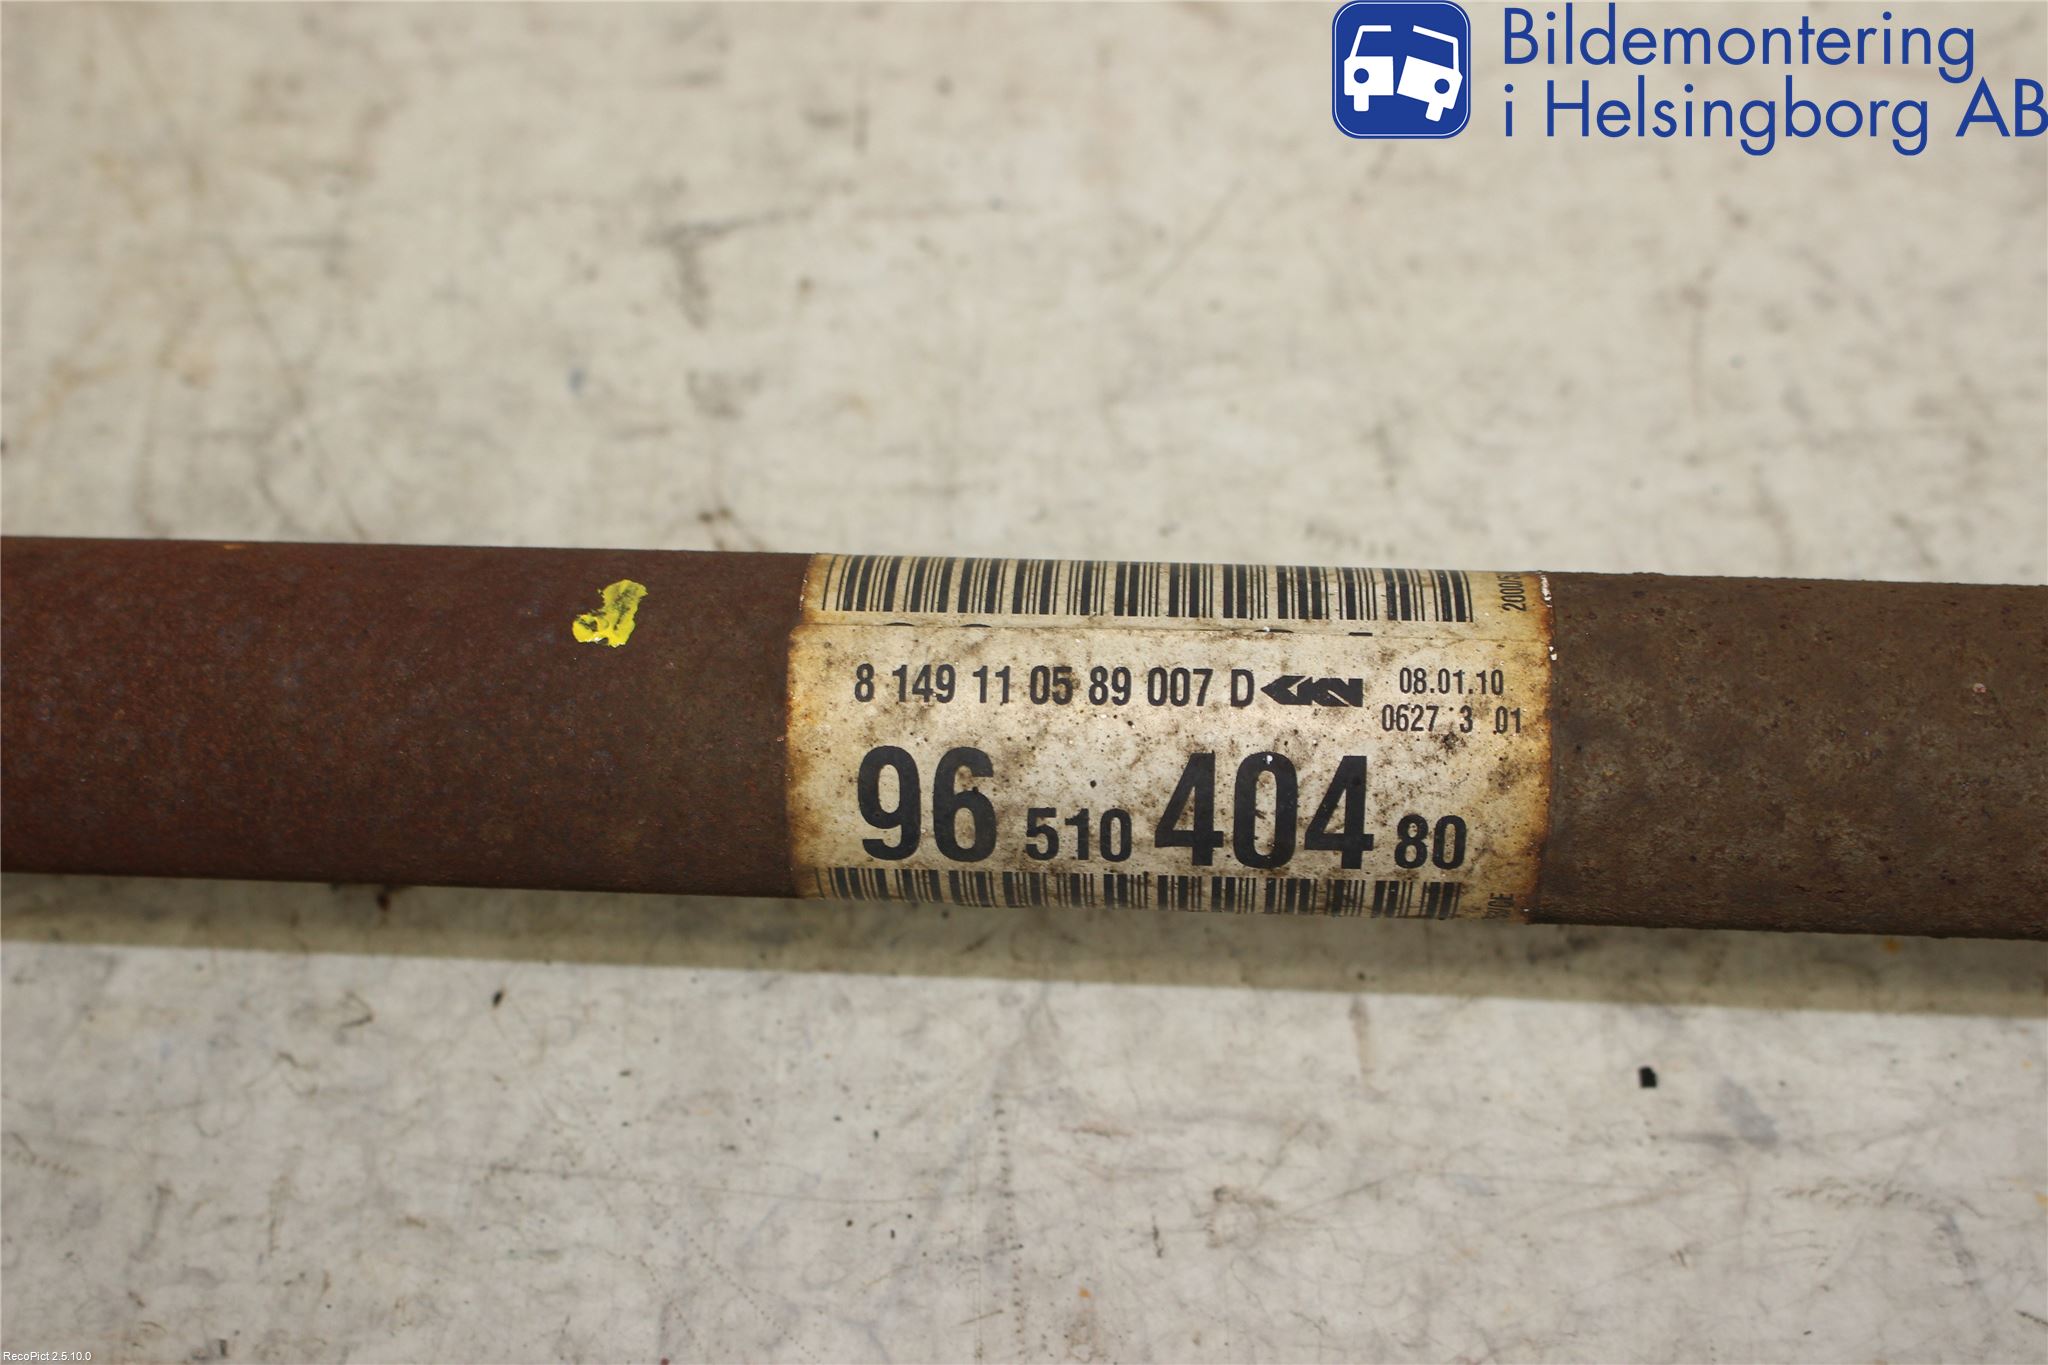 Bildemontering
i Helsingborg AB
8 149 11 05 89 007 D GKN 08.01.10
0627 3 01
96 510 404 80
RecoPict 2.5.10.0